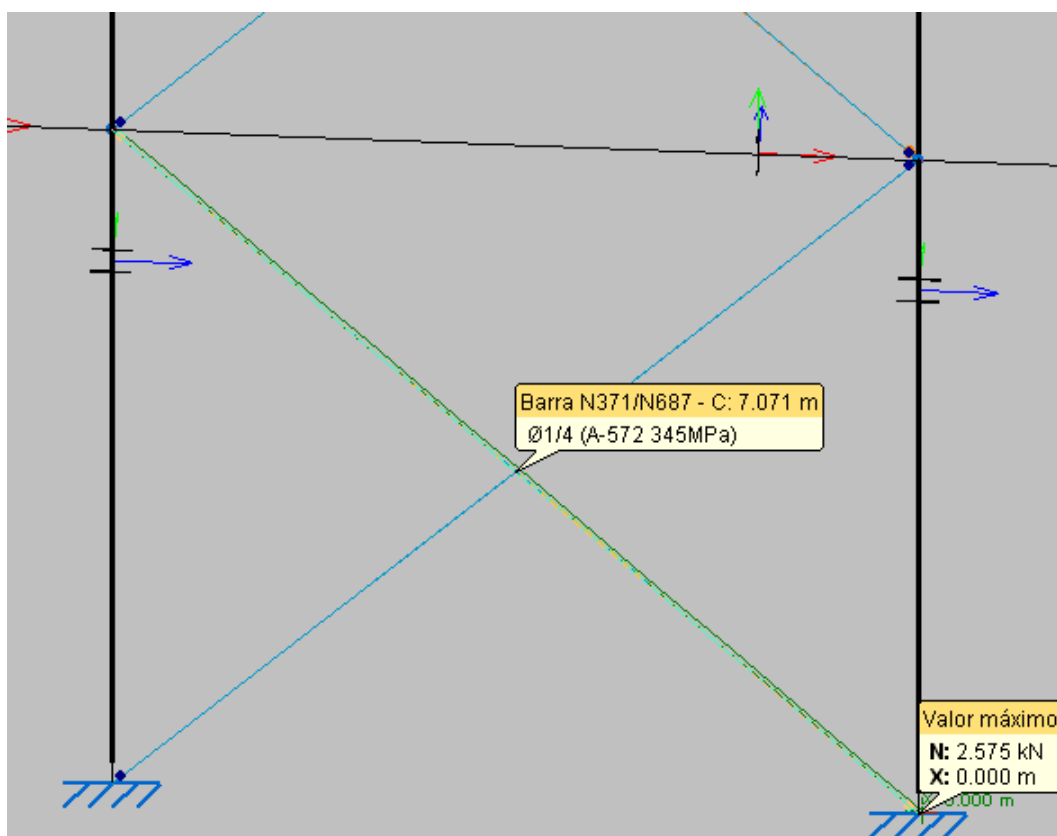 Barra N371/N687 - C: 7.071 m
Ø1/4 (A-572 345MPa)
Valor máximo
N: 2.575 kN
X: 0.000 m